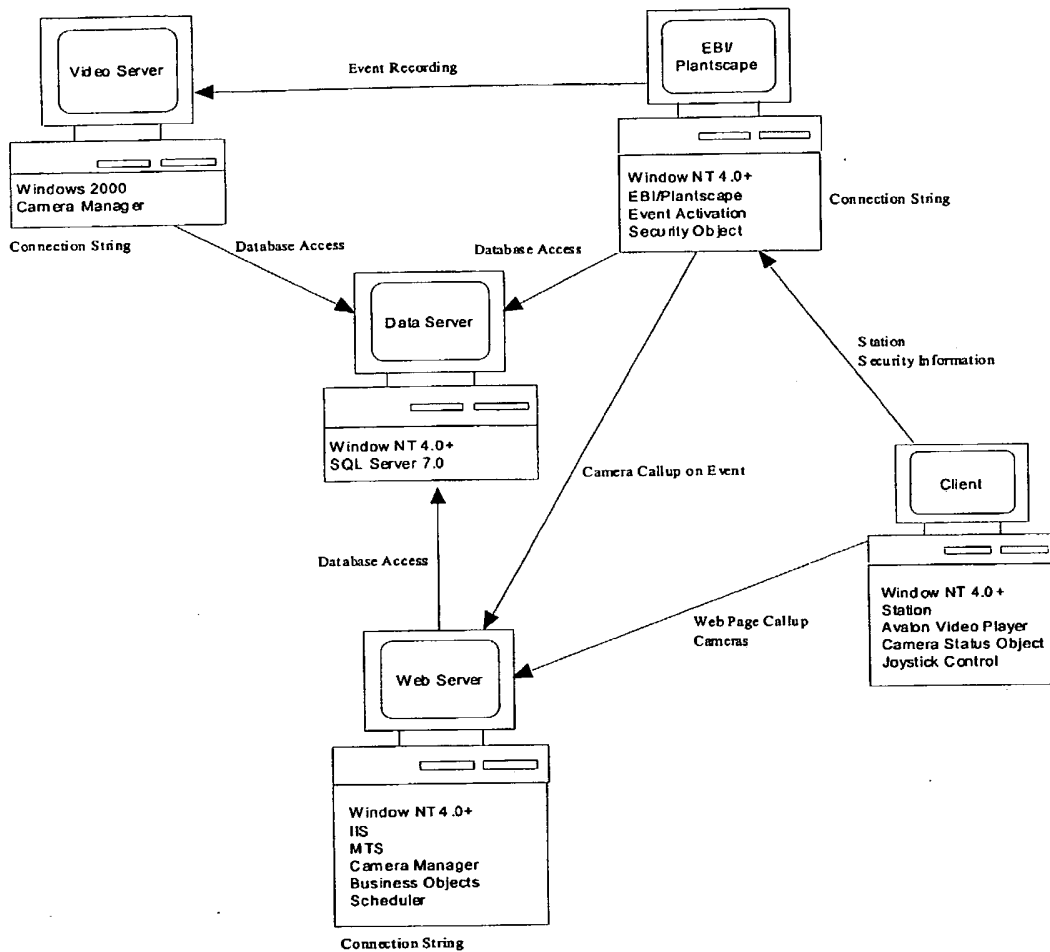 Video Server
Windows 2000
Camera Manager
Connection String
Event Recording
EBI/
Plantscape
Window NT 4.0+
EBI/Plantscape
Event Activation
Security Object
Connection String
Database Access
Database Access
Data Server
Window NT 4.0+
SQL Server 7.0
Station
Security Information
Camera Callup on Event
Client
Window NT 4.0+
Station
Avalon Video Player
Camera Status Object
Joystick Control
Database Access
Web Page Callup
Cameras
Web Server
Window NT 4.0+
IIS
MTS
Camera Manager
Business Objects
Scheduler
Connection String